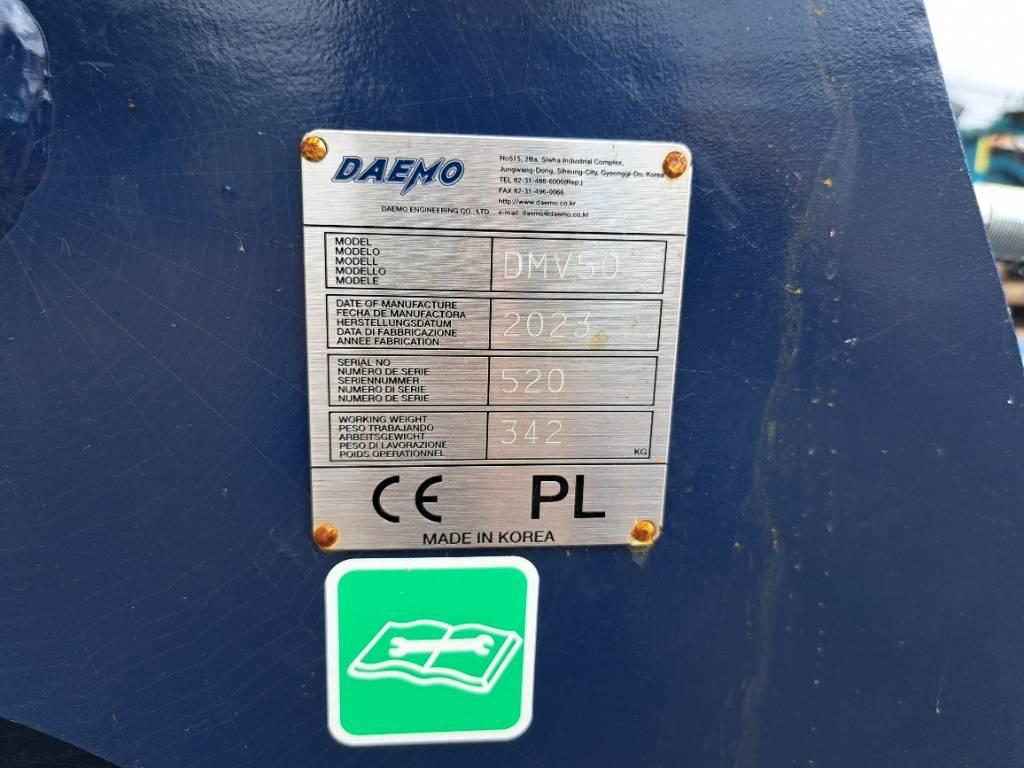 DAEMO
DAEMO ENGINEERING CO., LTD.
No515, 2Ba, Siwha Industrial Complex,
Jungwang-Dong, Siheung-City, Gyeonggi-Do, Korea
TEL 82-31-488-6000(Rep.)
FAX 82-31-496-0066
http://www.daemo.co.kr
e-mail: daemo@daemo.co.kr
MODEL
MODELO
MODELL
MODELLO
MODELE
DMV50
DATE OF MANUFACTURE
FECHA DE MANUFACTORA
HERSTELLUNGSDATUM
DATA DI FABBRICAZIONE
ANNEE FABRICATION
2023
SERIAL NO
NUMERO DE SERIE
SERIENNUMMER
NUMERO DI SERIE
NUMERO DE SERIE
520
WORKING WEIGHT
PESO TRABAJANDO
ARBEITSGEWICHT
PESO DI LAVORAZIONE
POIDS OPERATIONNEL
342
KG
CE PL
MADE IN KOREA